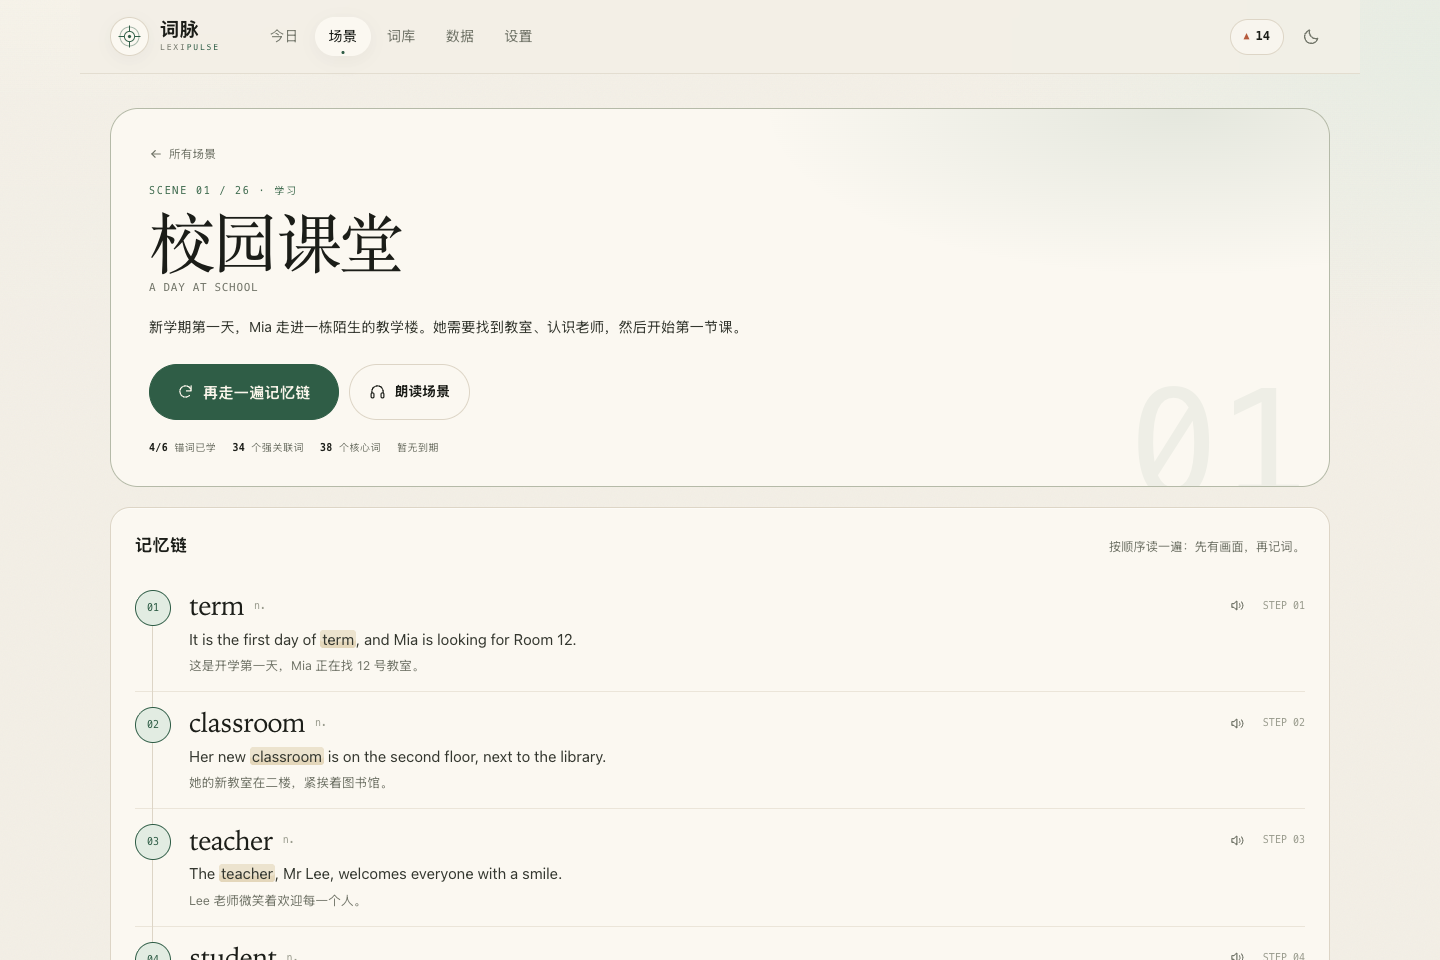 词脉
LEXIPULSE
今日
场景
词库
数据
设置
▲ 14
← 所有场景
SCENE 01 / 26 · 学习
校园课堂
A DAY AT SCHOOL
新学期第一天，Mia 走进一栋陌生的教学楼。她需要找到教室、认识老师，然后开始第一节课。
再走一遍记忆链
朗读场景
4/6 锚词已学 34 个强关联词 38 个核心词 暂无到期
01
记忆链
按顺序读一遍：先有画面，再记词。
01
term n.
STEP 01
It is the first day of term, and Mia is looking for Room 12.
这是开学第一天，Mia 正在找 12 号教室。
02
classroom n.
STEP 02
Her new classroom is on the second floor, next to the library.
她的新教室在二楼，紧挨着图书馆。
03
teacher n.
STEP 03
The teacher, Mr Lee, welcomes everyone with a smile.
Lee 老师微笑着欢迎每一个人。
04
student n.
STEP 04